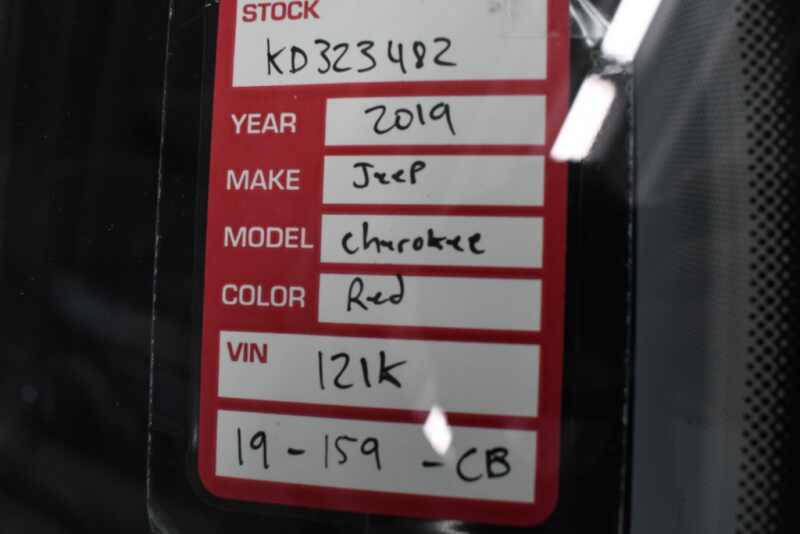 STOCK
KD323482
YEAR 2019
MAKE Jeep
MODEL Cherokee
COLOR Red
VIN 121K
19-159-CB